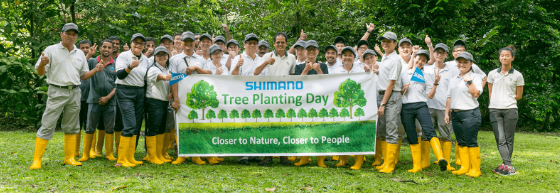 SHIMANO
Tree Planting Day
Closer to Nature, Closer to People